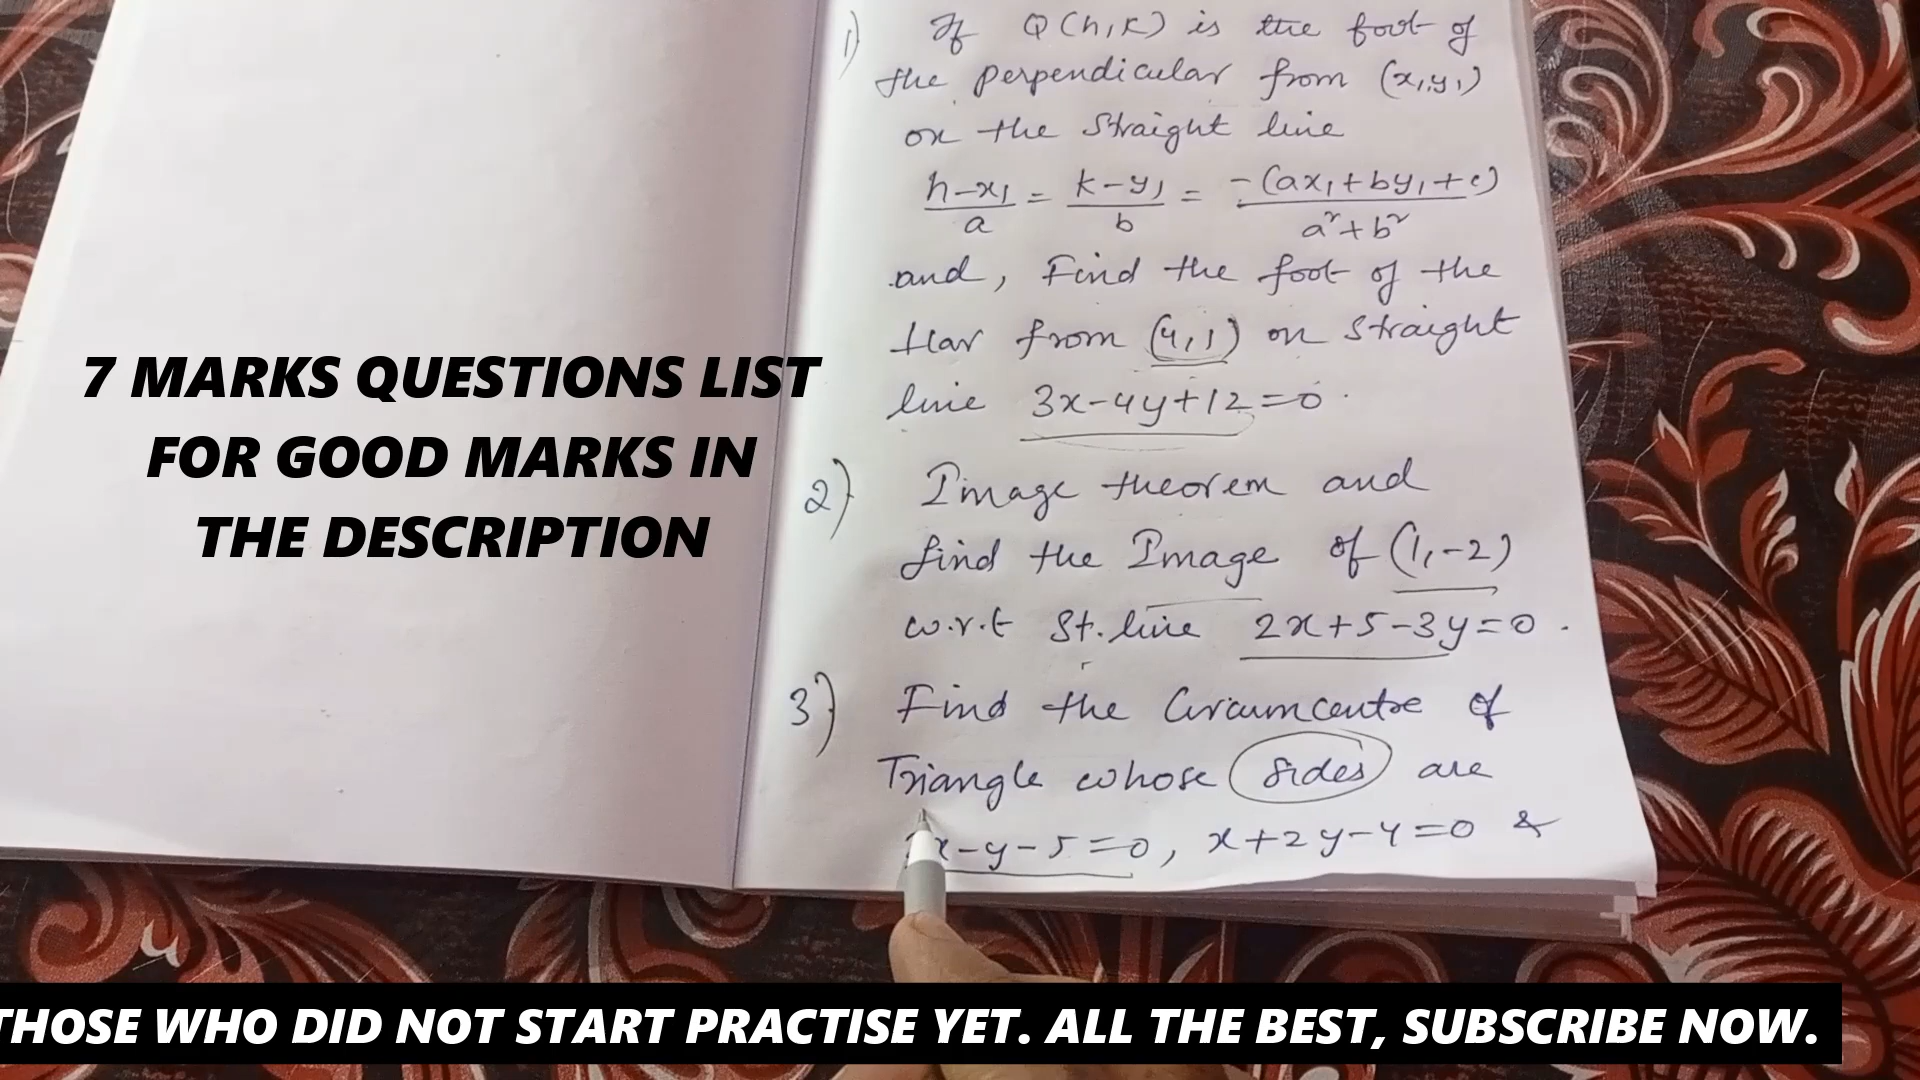 7 MARKS QUESTIONS LIST
FOR GOOD MARKS IN
THE DESCRIPTION
1) If Q(h,k) is the foot of
the perpendicular from (x₁,y₁)
on the straight line
h-x₁/a = k-y₁/b = -(ax₁+by₁+c)/a²+b²
and, Find the foot of the
⊥lar from (4,1) on straight
line 3x-4y+12=0.
2) Image theorem and
find the Image of (1,-2)
w.r.t St. line 2x+5-3y=0.
3) Find the Circumcentre of
Triangle whose sides are
x-y-5=0, x+2y-4=0 &
THOSE WHO DID NOT START PRACTISE YET. ALL THE BEST, SUBSCRIBE NOW.